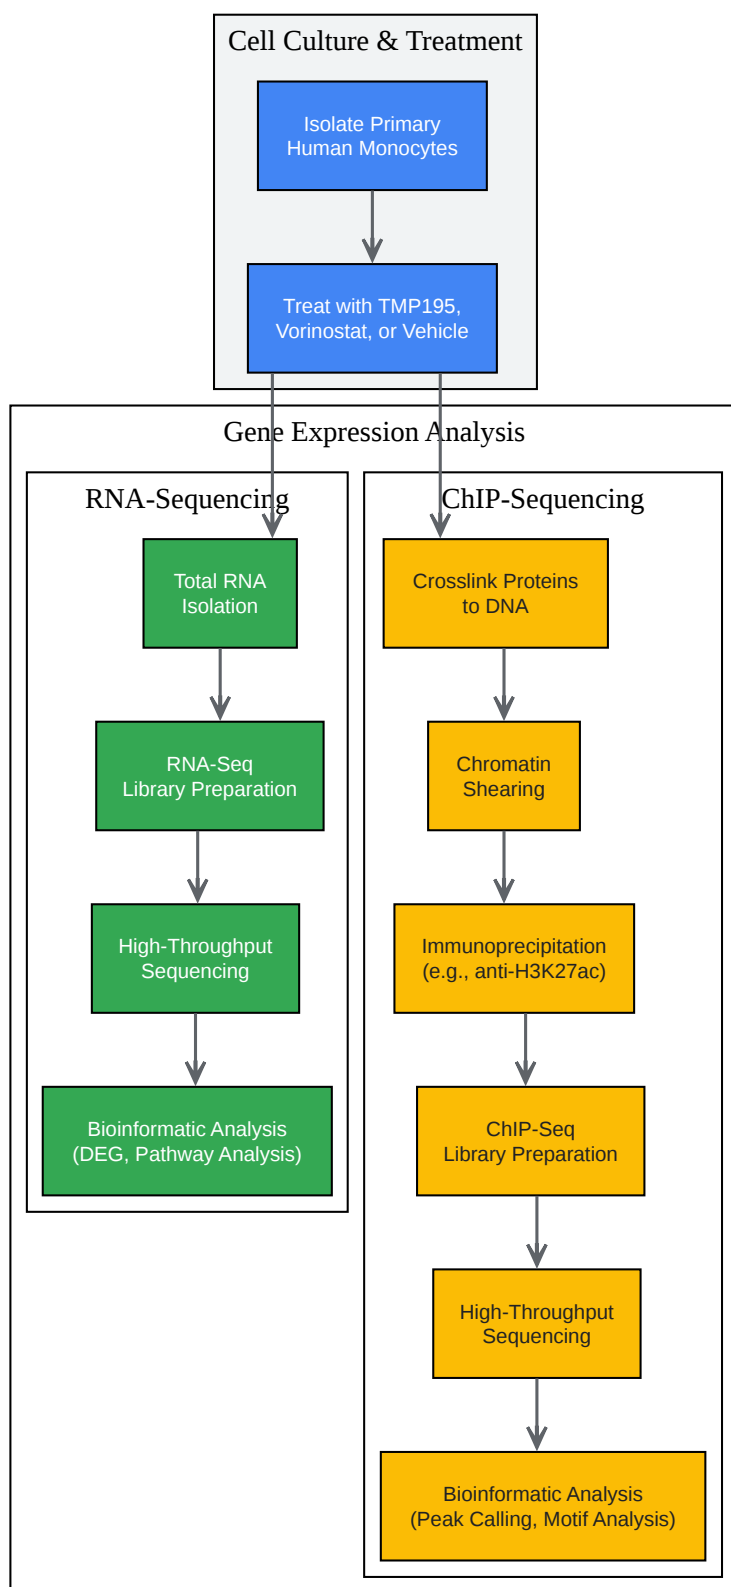 Cell Culture & Treatment
Isolate Primary
Human Monocytes
Treat with TMP195,
Vorinostat, or Vehicle
Gene Expression Analysis
RNA-Sequencing
Total RNA
Isolation
RNA-Seq
Library Preparation
High-Throughput
Sequencing
Bioinformatic Analysis
(DEG, Pathway Analysis)
ChIP-Sequencing
Crosslink Proteins
to DNA
Chromatin
Shearing
Immunoprecipitation
(e.g., anti-H3K27ac)
ChIP-Seq
Library Preparation
High-Throughput
Sequencing
Bioinformatic Analysis
(Peak Calling, Motif Analysis)